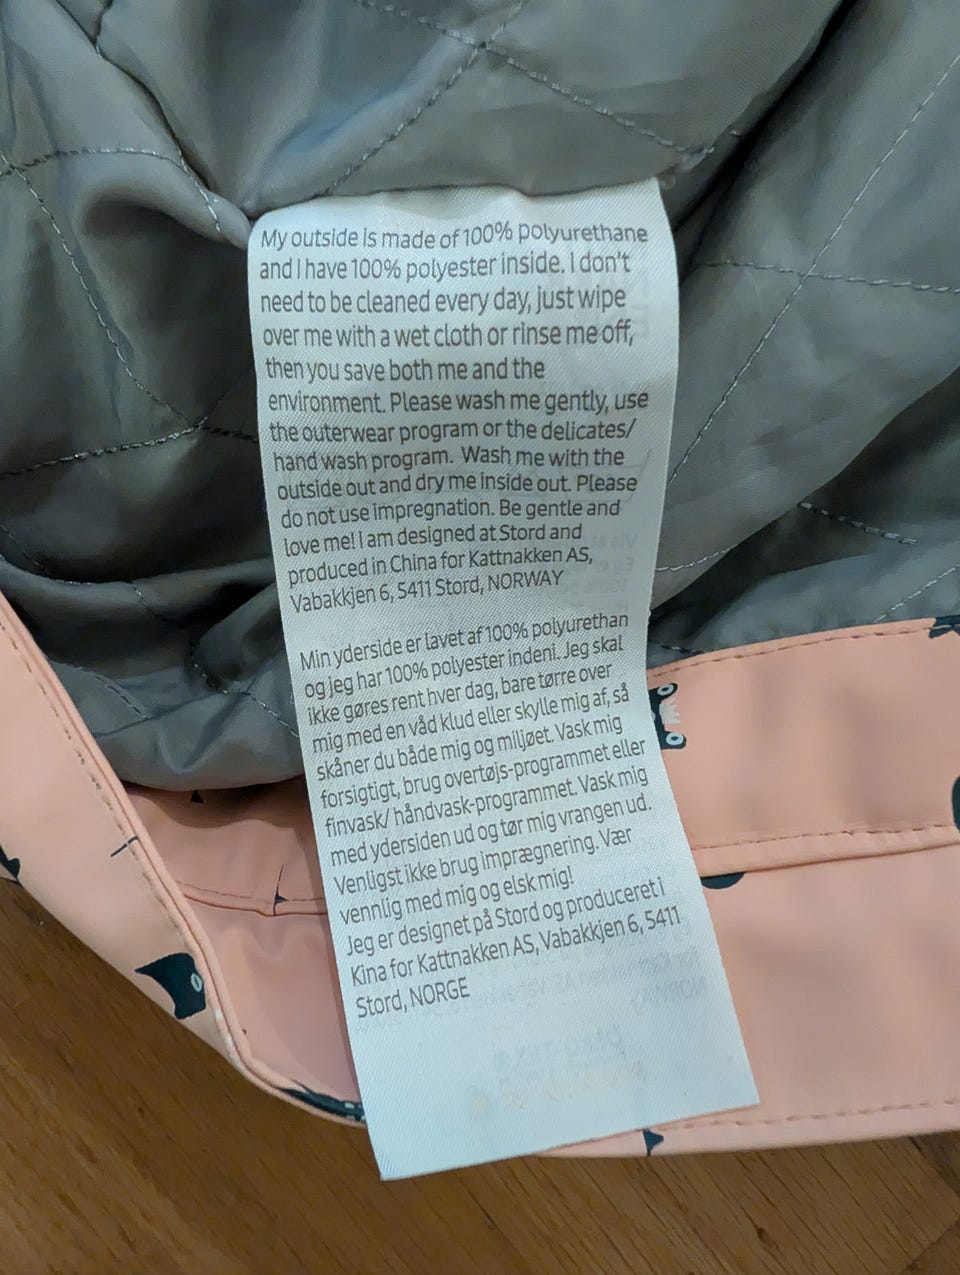 My outside is made of 100% polyurethane
and I have 100% polyester inside. I don't
need to be cleaned every day, just wipe
over me with a wet cloth or rinse me off,
then you save both me and the
environment. Please wash me gently, use
the outerwear program or the delicates/
hand wash program. Wash me with the
outside out and dry me inside out. Please
do not use impregnation. Be gentle and
love me! I am designed at Stord and
produced in China for Kattnakken AS,
Vabakkjen 6, 5411 Stord, NORWAY
Min yderside er lavet af 100% polyurethan
og jeg har 100% polyester indeni. Jeg skal
ikke gøres rent hver dag, bare tørre over
mig med en våd klud eller skylle mig af, så
skåner du både mig og miljøet. Vask mig
forsigtigt, brug overtøjs-programmet eller
finvask/ håndvask-programmet. Vask mig
med ydersiden ud og tør mig vrangen ud.
Venligst ikke brug imprægnering. Vær
vennlig med mig og elsk mig!
Jeg er designet på Stord og produceret i
Kina for Kattnakken AS, Vabakkjen 6, 5411
Stord, NORGE